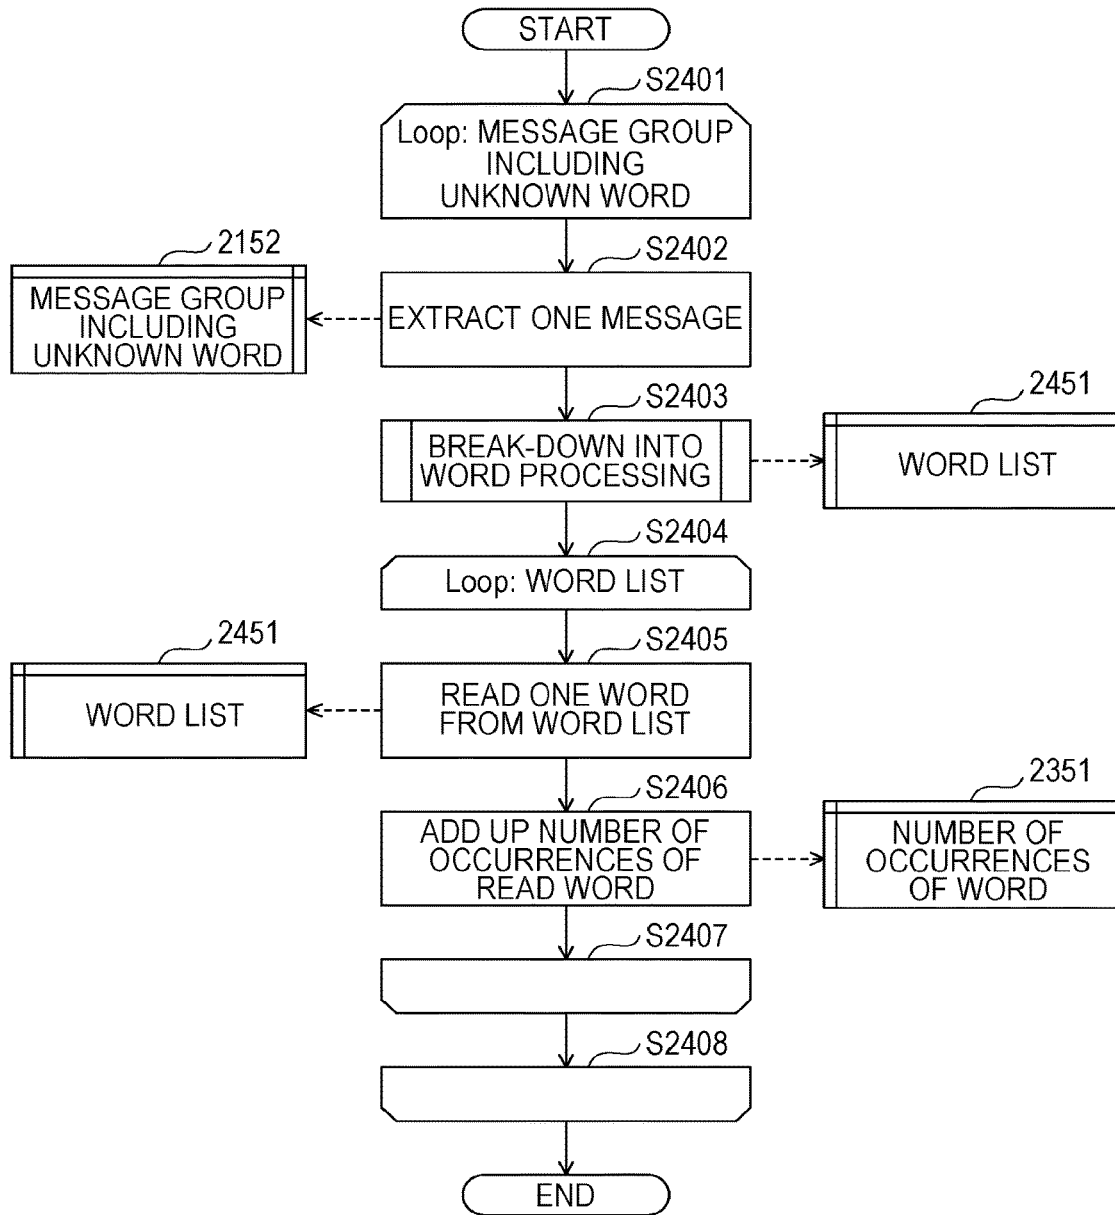 START
S2401
Loop: MESSAGE GROUP
INCLUDING
UNKNOWN WORD
2152
MESSAGE GROUP
INCLUDING
UNKNOWN WORD
S2402
EXTRACT ONE MESSAGE
S2403
BREAK-DOWN INTO
WORD PROCESSING
2451
WORD LIST
S2404
Loop: WORD LIST
2451
WORD LIST
S2405
READ ONE WORD
FROM WORD LIST
S2406
ADD UP NUMBER OF
OCCURRENCES OF
READ WORD
2351
NUMBER OF
OCCURRENCES
OF WORD
S2407
S2408
END